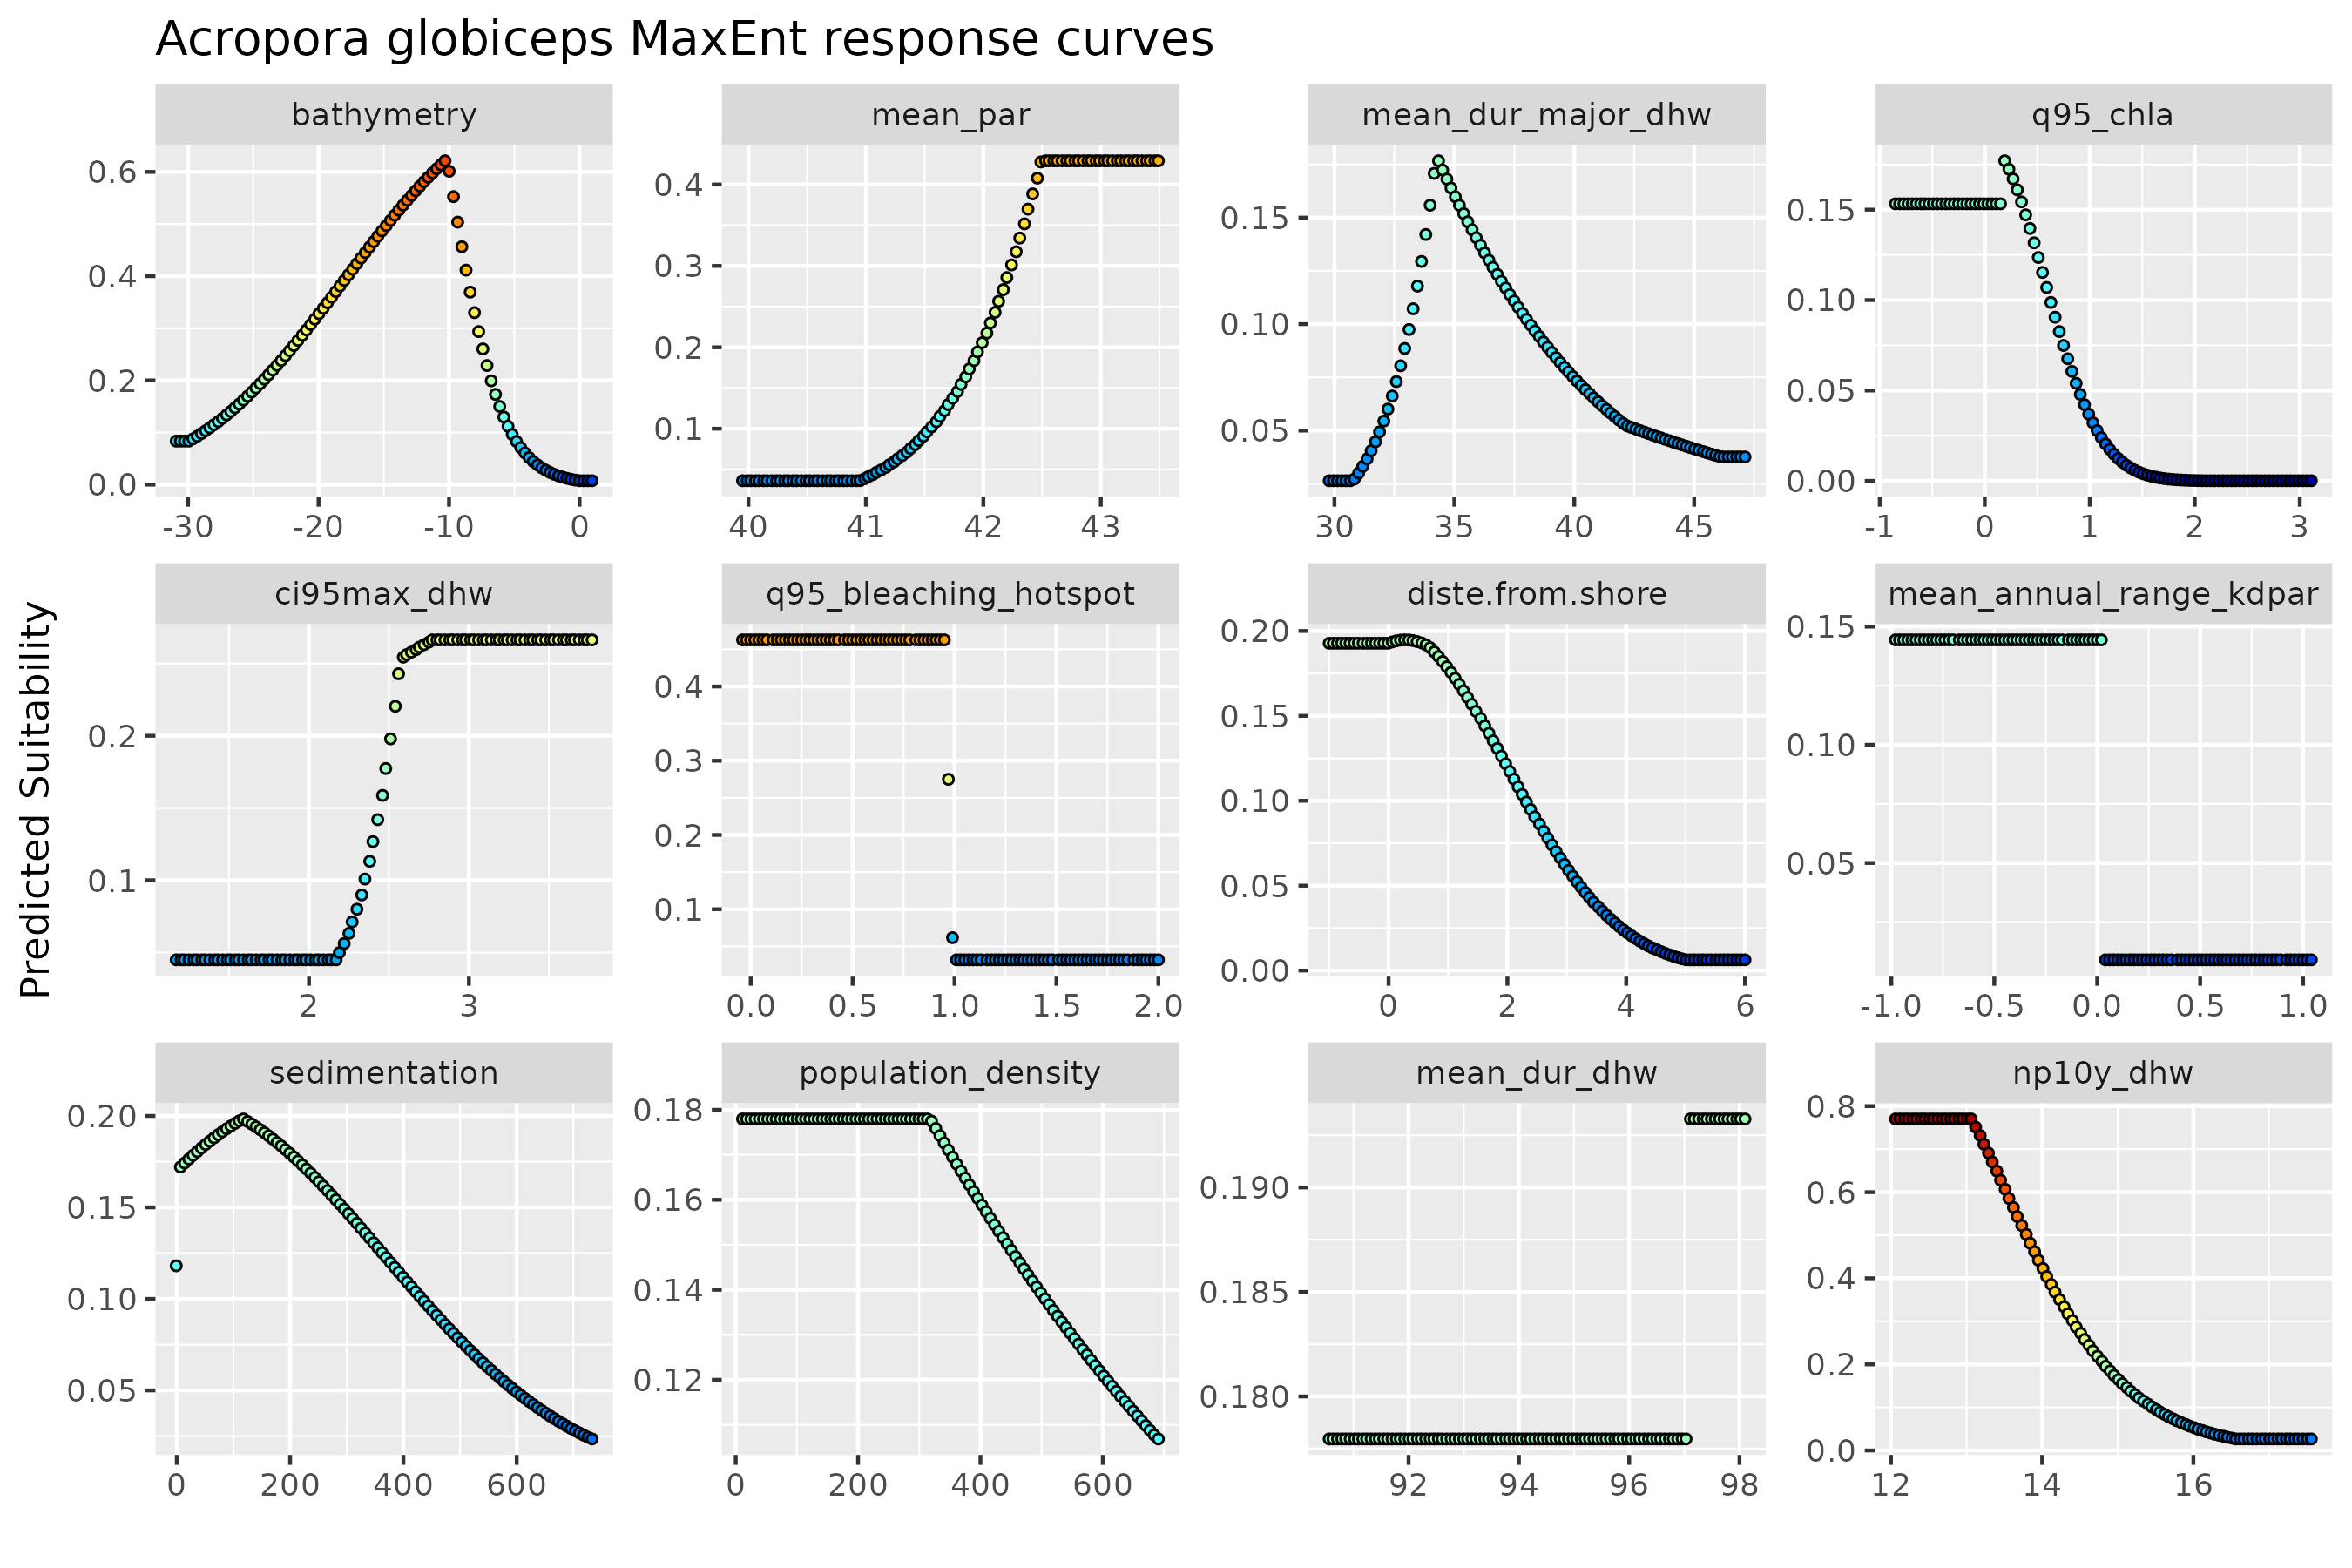 Acropora globiceps MaxEnt response curves
bathymetry
mean_par
mean_dur_major_dhw
q95_chla
0.6
0.4
0.2
0.0
-30 -20 -10 0
0.4
0.3
0.2
0.1
40 41 42 43
0.15
0.10
0.05
30 35 40 45
0.15
0.10
0.05
0.00
-1 0 1 2 3
Predicted Suitability
ci95max_dhw
q95_bleaching_hotspot
diste.from.shore
mean_annual_range_kdpar
0.2
0.1
2 3
0.4
0.3
0.2
0.1
0.0 0.5 1.0 1.5 2.0
0.20
0.15
0.10
0.05
0.00
0 2 4 6
0.15
0.10
0.05
-1.0 -0.5 0.0 0.5 1.0
sedimentation
population_density
mean_dur_dhw
np10y_dhw
0.20
0.15
0.10
0.05
0 200 400 600
0.18
0.16
0.14
0.12
0 200 400 600
0.190
0.185
0.180
92 94 96 98
0.8
0.6
0.4
0.2
0.0
12 14 16